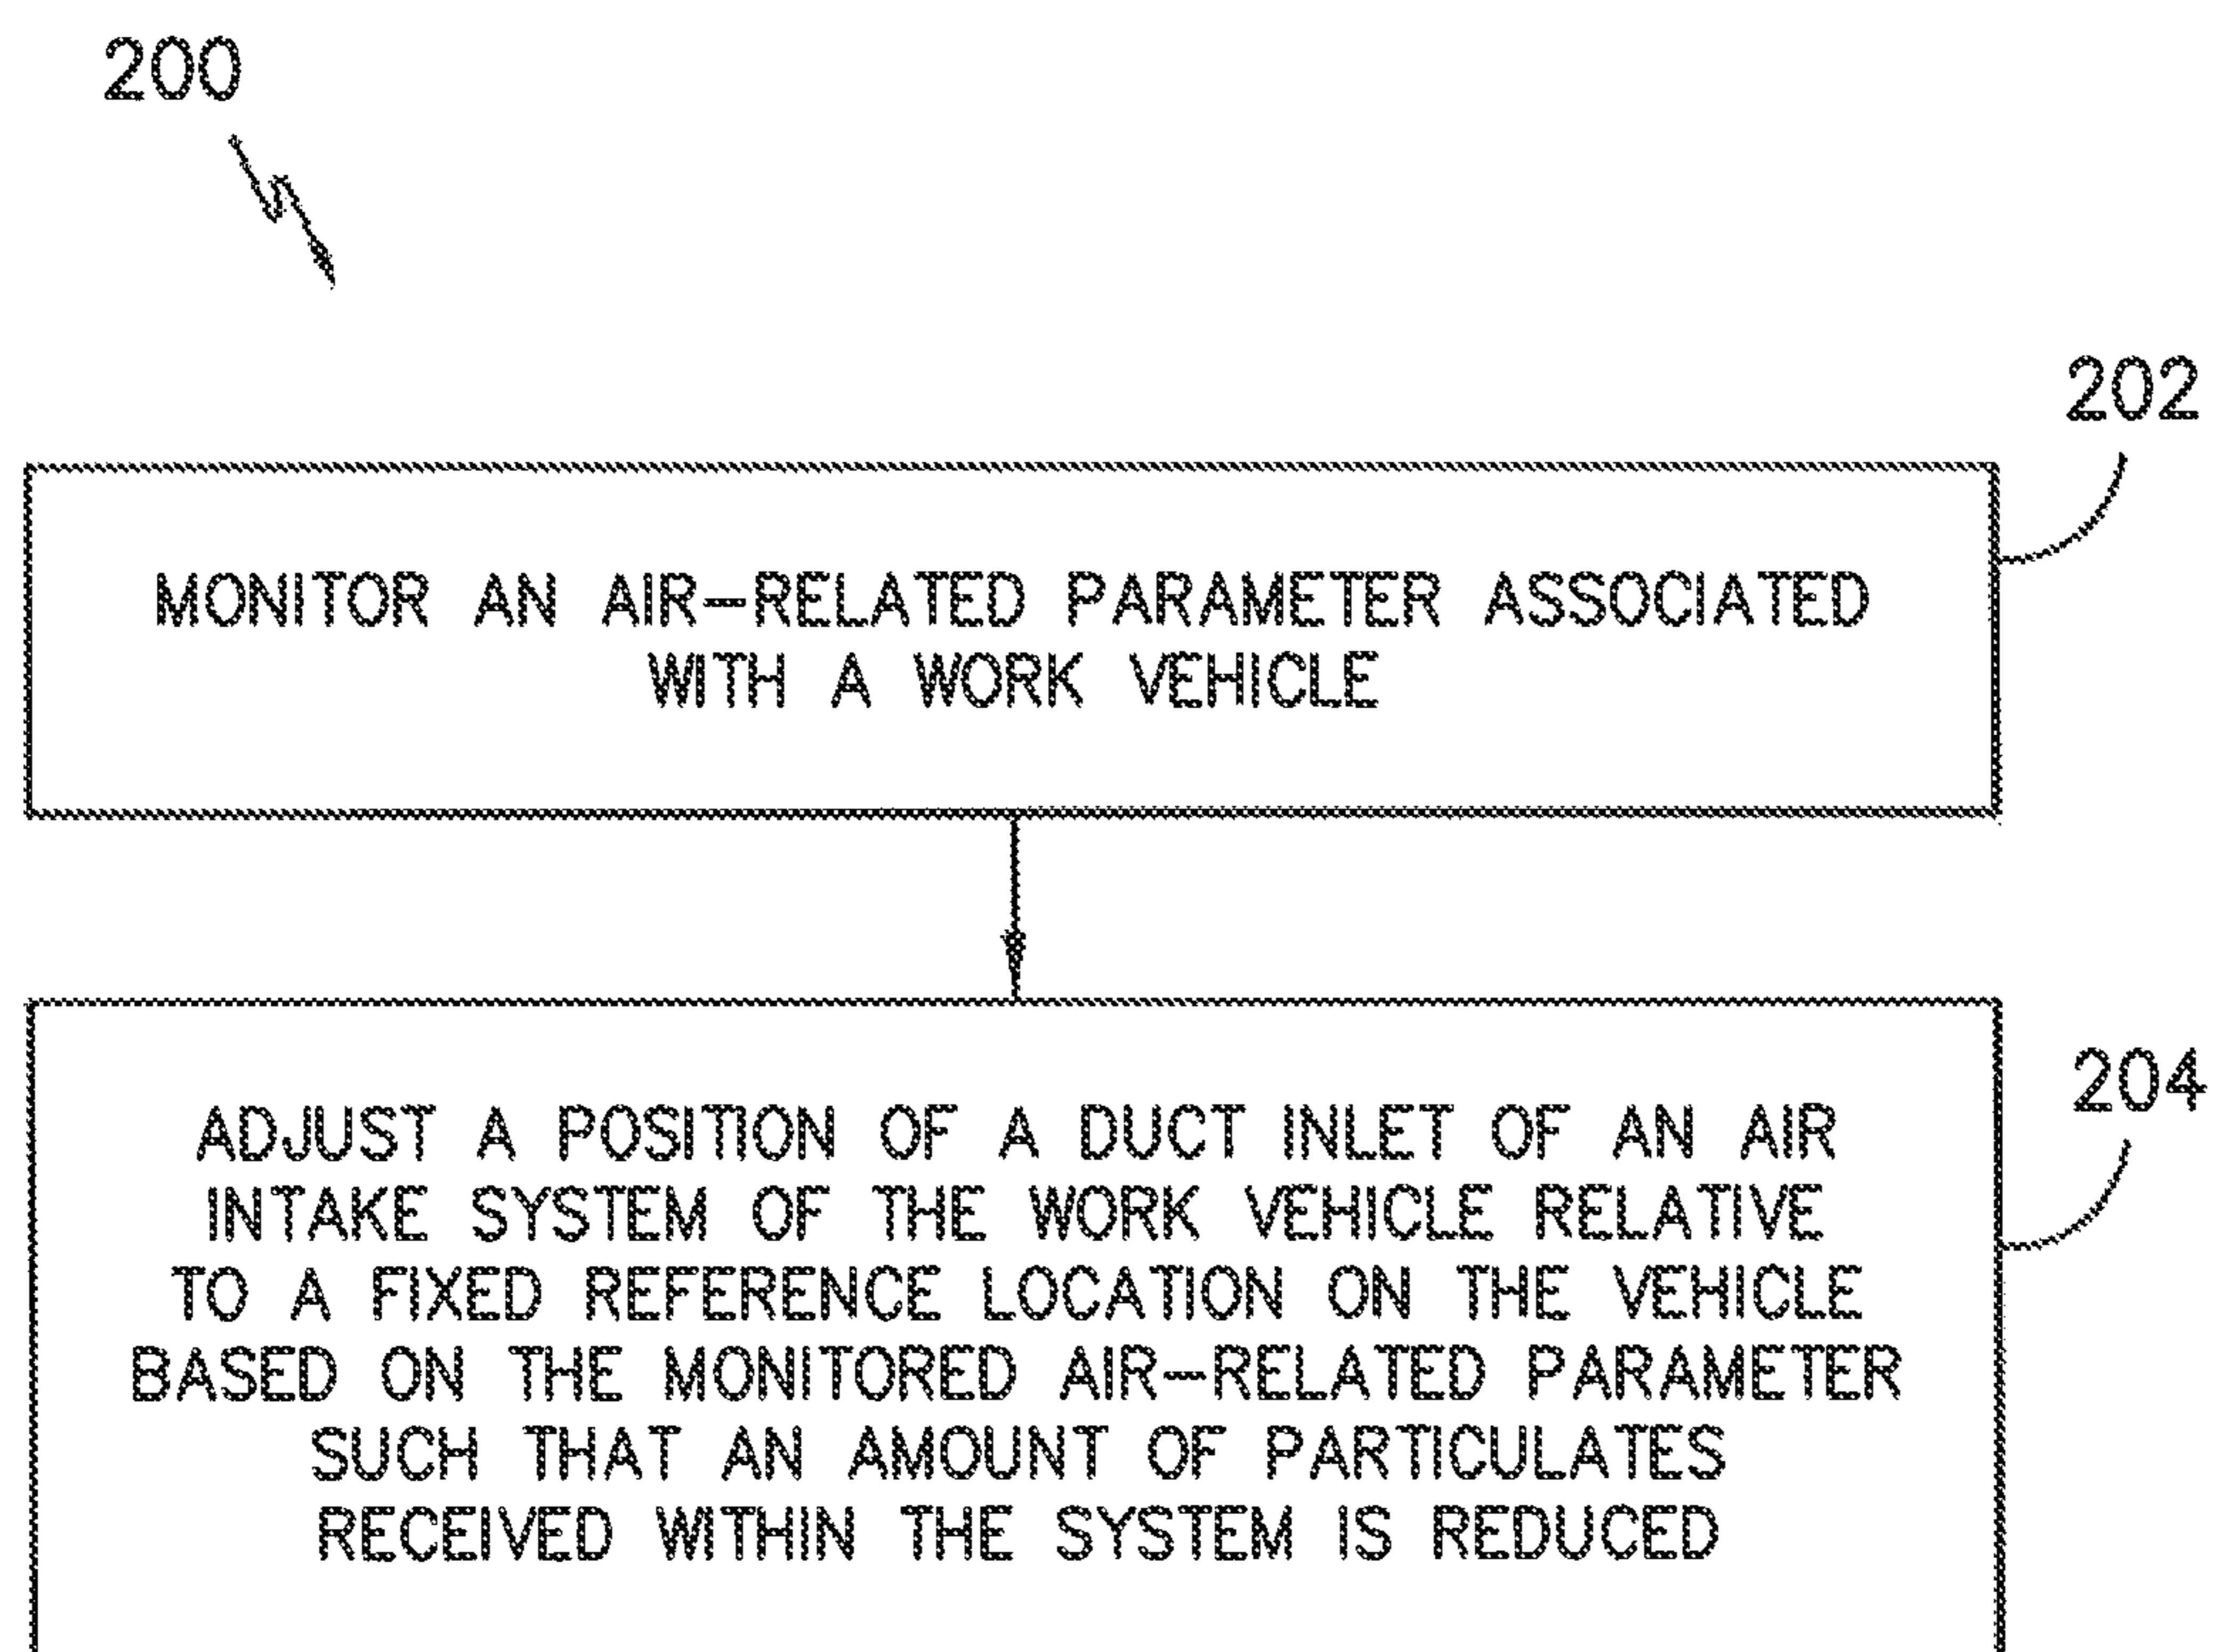 200
202
MONITOR AN AIR-RELATED PARAMETER ASSOCIATED
WITH A WORK VEHICLE
204
ADJUST A POSITION OF A DUCT INLET OF AN AIR
INTAKE SYSTEM OF THE WORK VEHICLE RELATIVE
TO A FIXED REFERENCE LOCATION ON THE VEHICLE
BASED ON THE MONITORED AIR-RELATED PARAMETER
SUCH THAT AN AMOUNT OF PARTICULATES
RECEIVED WITHIN THE SYSTEM IS REDUCED